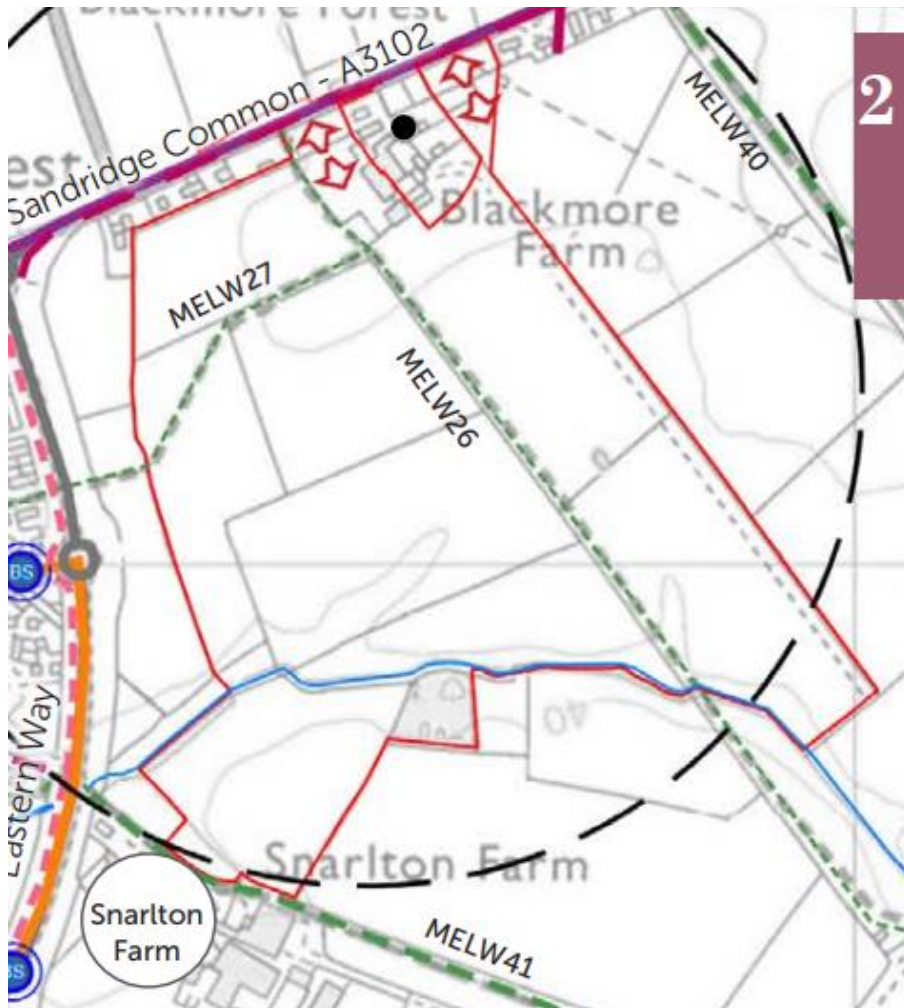 Blackmore Forest
Sandridge Common - A3102
2
MELW40
est
Blackmore
Farm
MELW27
MELW26
BS
40
Eastern Way
Snarlton Farm
Snarlton
Farm
MELW41
BS